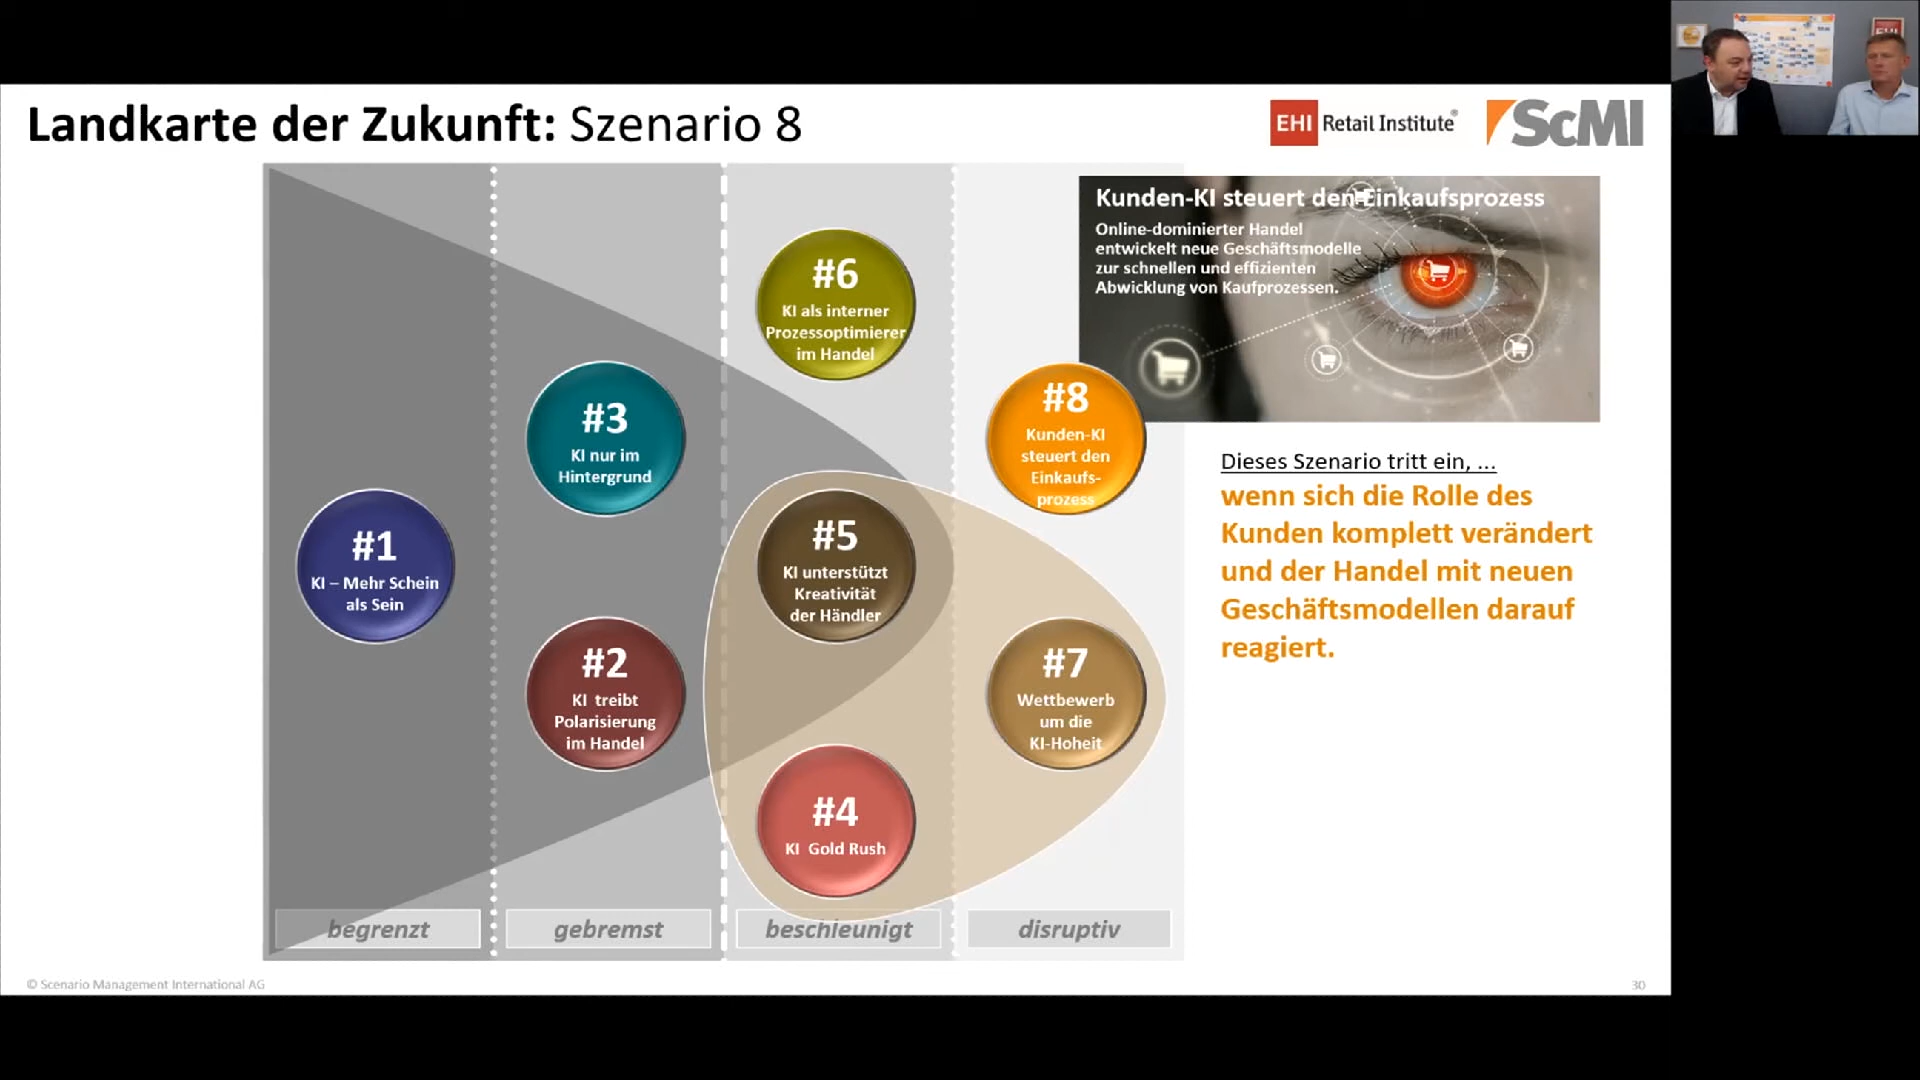 Landkarte der Zukunft: Szenario 8
EHI Retail Institute®
ScMI
EHI
Kunden-KI steuert den Einkaufsprozess
Online-dominierter Handel
entwickelt neue Geschäftsmodelle
zur schnellen und effizienten
Abwicklung von Kaufprozessen.
#6
KI als interner
Prozessoptimierer
im Handel
#8
Kunden-KI
steuert den
Einkaufs-
prozess
#3
KI nur im
Hintergrund
#1
KI – Mehr Schein
als Sein
#5
KI unterstützt
Kreativität
der Händler
#2
KI treibt
Polarisierung
im Handel
#7
Wettbewerb
um die
KI-Hoheit
#4
KI Gold Rush
Dieses Szenario tritt ein, ...
wenn sich die Rolle des
Kunden komplett verändert
und der Handel mit neuen
Geschäftsmodellen darauf
reagiert.
begrenzt
gebremst
beschleunigt
disruptiv
© Scenario Management International AG
30